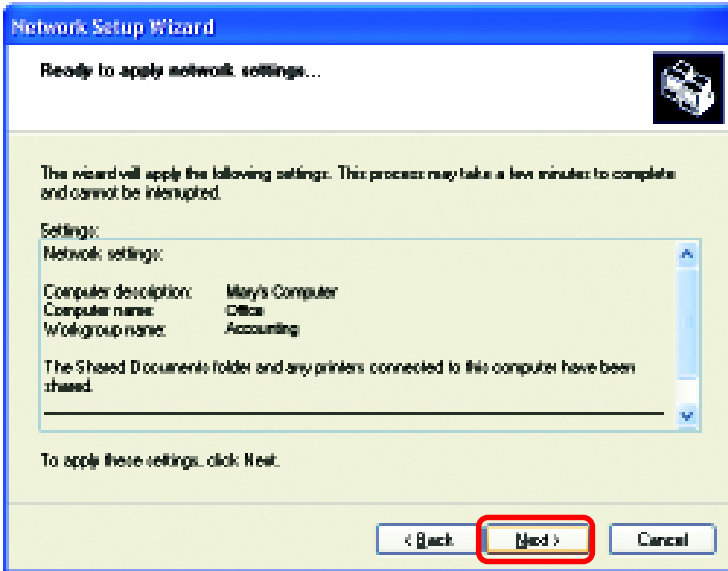 Network Setup Wizard
Ready to apply network settings...
The wizard will apply the following settings. This process may take a few minutes to complete
and cannot be interrupted.
Settings:
Network settings:
Computer description: Mary's Computer
Computer name: Office
Workgroup name: Accounting
The Shared Documents folder and any printers connected to this computer have been
shared.
To apply these settings, click Next.
< Back Next > Cancel